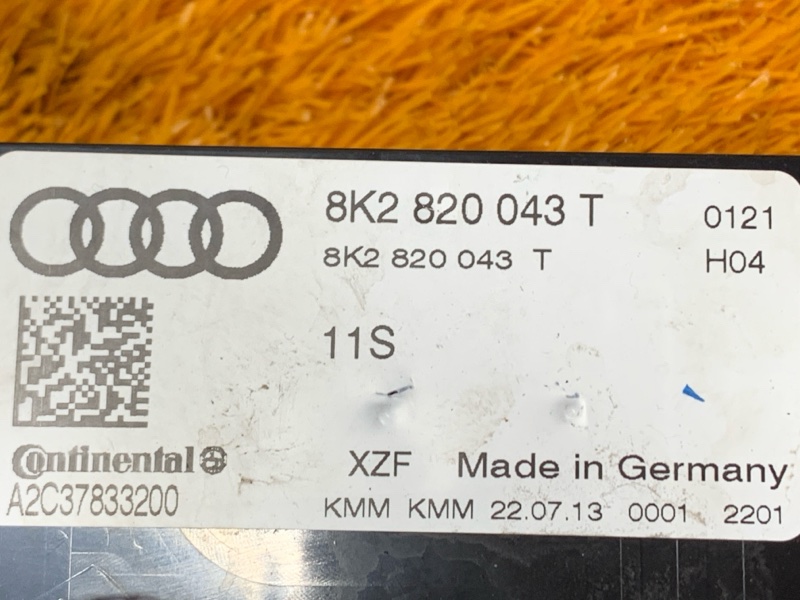 8K2 820 043 T 0121
8K2 820 043 T H04
11S
Continental XZF Made in Germany
A2C37833200 KMM KMM 22.07.13 0001 2201